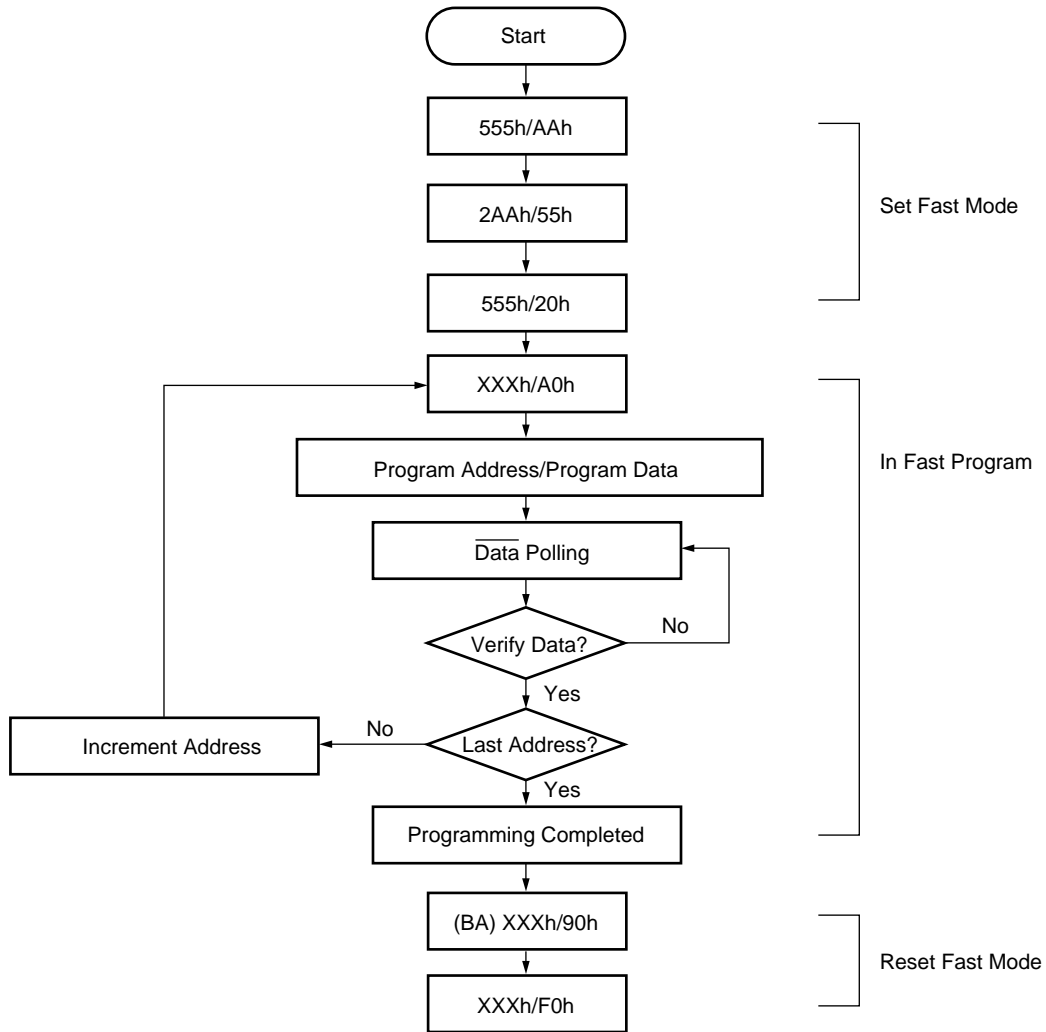 Start
555h/AAh
2AAh/55h
Set Fast Mode
555h/20h
XXXh/A0h
Program Address/Program Data
In Fast Program
Data Polling
Verify Data?
No
Yes
Increment Address
No
Last Address?
Yes
Programming Completed
(BA) XXXh/90h
Reset Fast Mode
XXXh/F0h